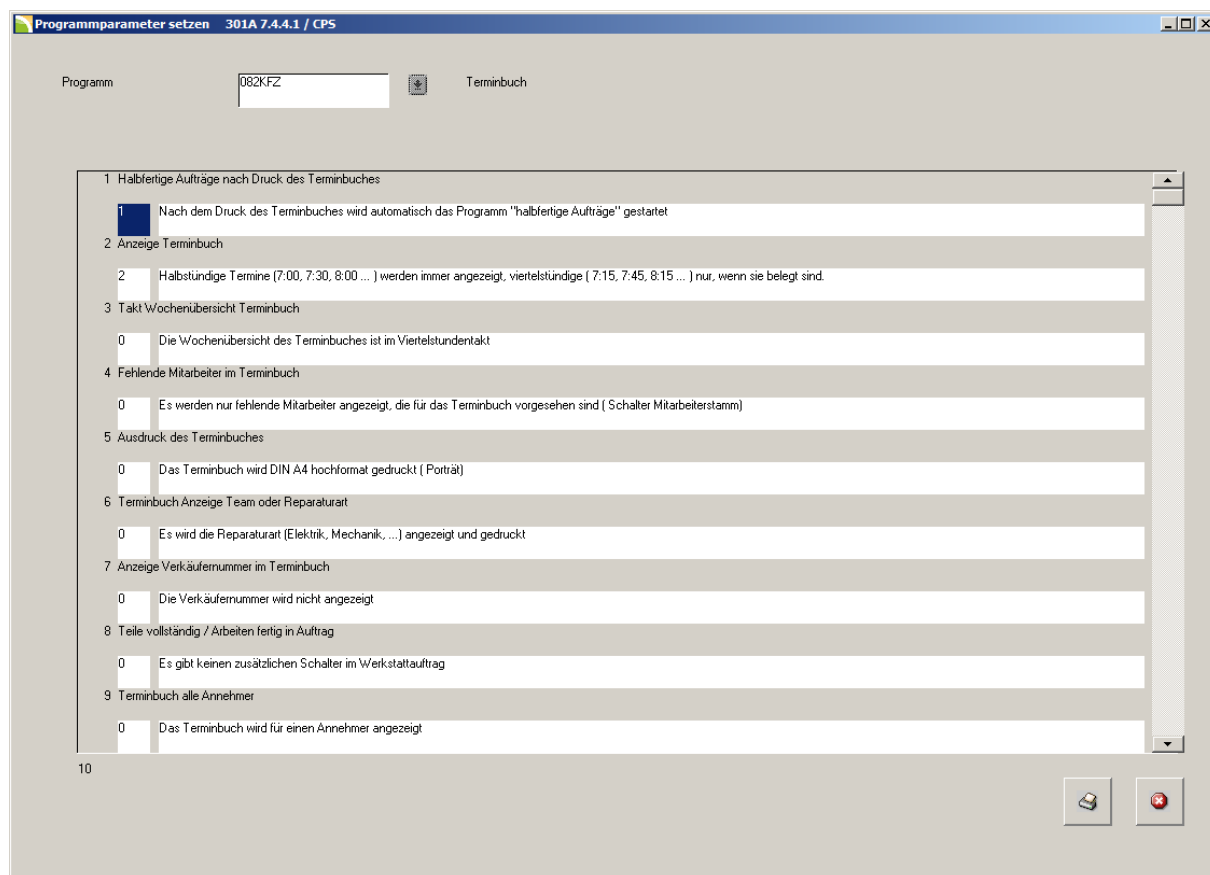 Programmparameter setzen 301A 7.4.4.1 / CPS
Programm 082KFZ Terminbuch
1 Halbfertige Aufträge nach Druck des Terminbuches
1 Nach dem Druck des Terminbuches wird automatisch das Programm "halbfertige Aufträge" gestartet
2 Anzeige Terminbuch
2 Halbstündige Termine (7:00, 7:30, 8:00 ... ) werden immer angezeigt, viertelstündige ( 7:15, 7:45, 8:15 ... ) nur, wenn sie belegt sind.
3 Takt Wochenübersicht Terminbuch
0 Die Wochenübersicht des Terminbuches ist im Viertelstundentakt
4 Fehlende Mitarbeiter im Terminbuch
0 Es werden nur fehlende Mitarbeiter angezeigt, die für das Terminbuch vorgesehen sind ( Schalter Mitarbeiterstamm)
5 Ausdruck des Terminbuches
0 Das Terminbuch wird DIN A4 hochformat gedruckt ( Porträt)
6 Terminbuch Anzeige Team oder Reparaturart
0 Es wird die Reparaturart (Elektrik, Mechanik, ...) angezeigt und gedruckt
7 Anzeige Verkäufernummer im Terminbuch
0 Die Verkäufernummer wird nicht angezeigt
8 Teile vollständig / Arbeiten fertig in Auftrag
0 Es gibt keinen zusätzlichen Schalter im Werkstattauftrag
9 Terminbuch alle Annehmer
0 Das Terminbuch wird für einen Annehmer angezeigt
10